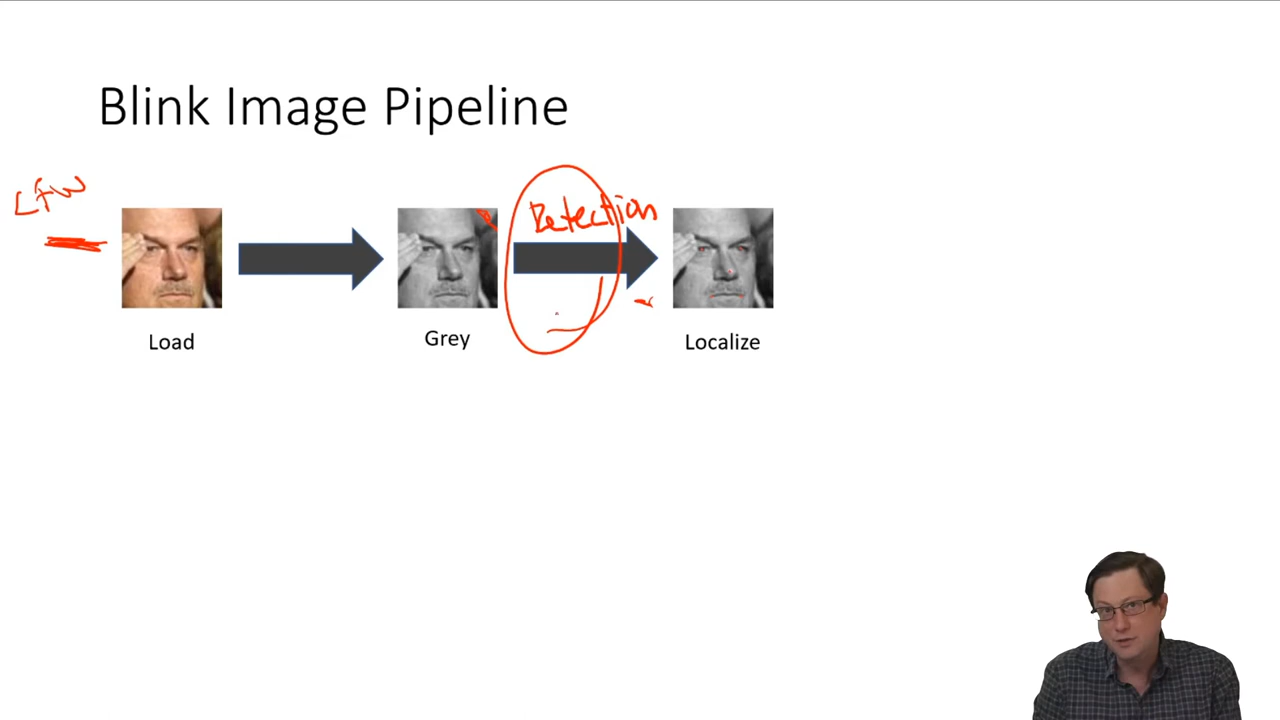 Blink Image Pipeline
LFW
Detection
Load
Grey
Localize